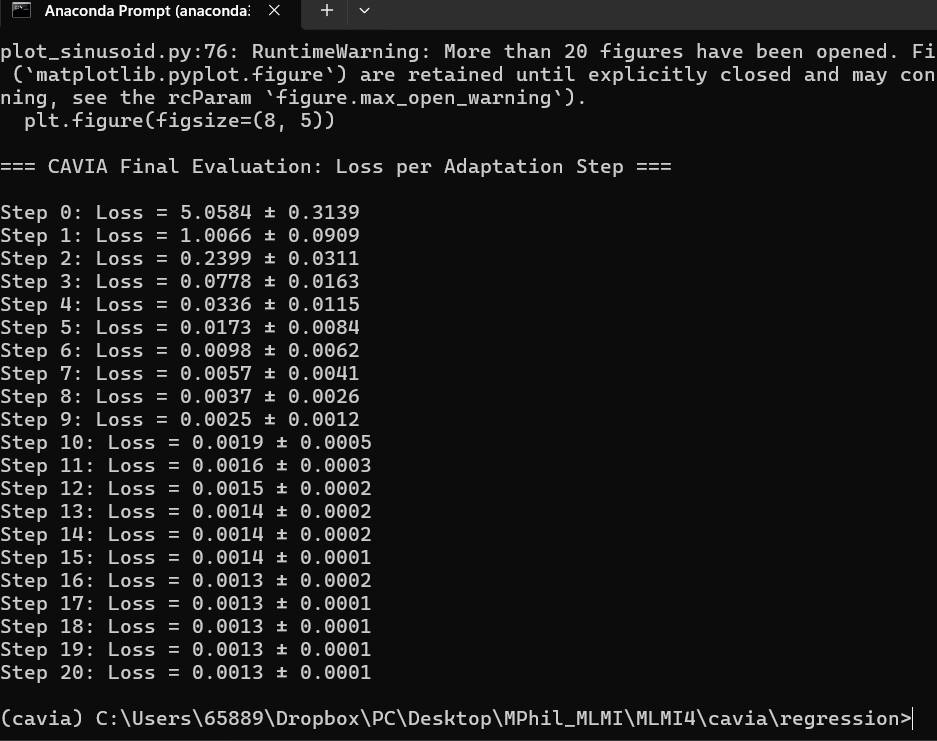 Anaconda Prompt (anaconda3
plot_sinusoid.py:76: RuntimeWarning: More than 20 figures have been opened. Fi
(`matplotlib.pyplot.figure`) are retained until explicitly closed and may con
ning, see the rcParam `figure.max_open_warning`).
plt.figure(figsize=(8, 5))
=== CAVIA Final Evaluation: Loss per Adaptation Step ===
Step 0: Loss = 5.0584 ± 0.3139
Step 1: Loss = 1.0066 ± 0.0909
Step 2: Loss = 0.2399 ± 0.0311
Step 3: Loss = 0.0778 ± 0.0163
Step 4: Loss = 0.0336 ± 0.0115
Step 5: Loss = 0.0173 ± 0.0084
Step 6: Loss = 0.0098 ± 0.0062
Step 7: Loss = 0.0057 ± 0.0041
Step 8: Loss = 0.0037 ± 0.0026
Step 9: Loss = 0.0025 ± 0.0012
Step 10: Loss = 0.0019 ± 0.0005
Step 11: Loss = 0.0016 ± 0.0003
Step 12: Loss = 0.0015 ± 0.0002
Step 13: Loss = 0.0014 ± 0.0002
Step 14: Loss = 0.0014 ± 0.0002
Step 15: Loss = 0.0014 ± 0.0001
Step 16: Loss = 0.0013 ± 0.0002
Step 17: Loss = 0.0013 ± 0.0001
Step 18: Loss = 0.0013 ± 0.0001
Step 19: Loss = 0.0013 ± 0.0001
Step 20: Loss = 0.0013 ± 0.0001
(cavia) C:\Users\65889\Dropbox\PC\Desktop\MPhil_MLMI\MLMI4\cavia\regression>